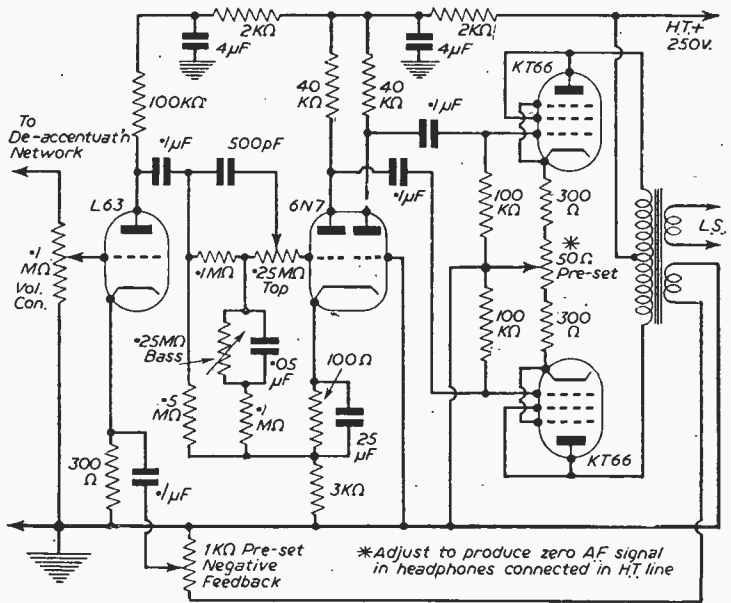 2KΩ
2KΩ
H.T.+
250V.
4µF
4µF
KT66
100KΩ
40
KΩ
40
KΩ
To
De-accentuat'n
Network
·1µF
500pF
·1µF
·1µF
L63
6N7
100
KΩ
300
Ω
L.S.
·1
MΩ
Vol.
Con.
·1MΩ
·25MΩ
Top
*
50Ω
Pre-set
·25MΩ
Bass
·05
µF
100Ω
100
KΩ
300
Ω
·5
MΩ
·1
MΩ
25
µF
300
Ω
·1µF
3KΩ
KT66
1KΩ Pre-set
Negative
Feedback
*Adjust to produce zero AF signal
in headphones connected in H.T. line